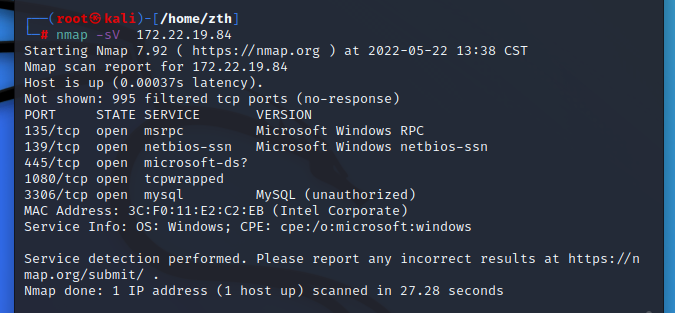 ┌──(root㉿kali)-[/home/zth]
└─# nmap -sV  172.22.19.84
Starting Nmap 7.92 ( https://nmap.org ) at 2022-05-22 13:38 CST
Nmap scan report for 172.22.19.84
Host is up (0.00037s latency).
Not shown: 995 filtered tcp ports (no-response)
PORT     STATE SERVICE       VERSION
135/tcp  open  msrpc         Microsoft Windows RPC
139/tcp  open  netbios-ssn   Microsoft Windows netbios-ssn
445/tcp  open  microsoft-ds?
1080/tcp open  tcpwrapped
3306/tcp open  mysql         MySQL (unauthorized)
MAC Address: 3C:F0:11:E2:C2:EB (Intel Corporate)
Service Info: OS: Windows; CPE: cpe:/o:microsoft:windows

Service detection performed. Please report any incorrect results at https://n
map.org/submit/ .
Nmap done: 1 IP address (1 host up) scanned in 27.28 seconds